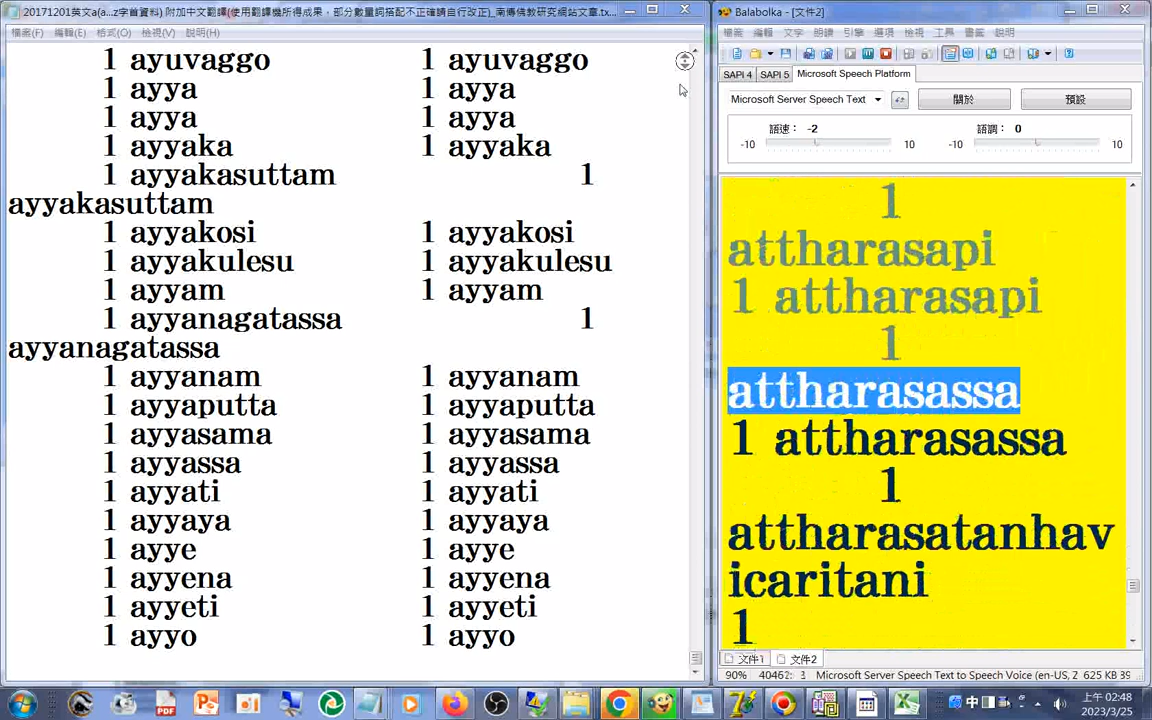 20171201英文a(a...z字首資料) 附加中文翻譯(使用翻譯機所得成果，部分數量詞搭配不正確請自行改正)_南傳佛教研究網站文章.tx...
檔案(F) 編輯(E) 格式(O) 檢視(V) 說明(H)
1 ayuvaggo 1 ayuvaggo
1 ayya 1 ayya
1 ayya 1 ayya
1 ayyaka 1 ayyaka
1 ayyakasuttam 1
ayyakasuttam
1 ayyakosi 1 ayyakosi
1 ayyakulesu 1 ayyakulesu
1 ayyam 1 ayyam
1 ayyanagatassa 1
ayyanagatassa
1 ayyanam 1 ayyanam
1 ayyaputta 1 ayyaputta
1 ayyasama 1 ayyasama
1 ayyassa 1 ayyassa
1 ayyati 1 ayyati
1 ayyaya 1 ayyaya
1 ayye 1 ayye
1 ayyena 1 ayyena
1 ayyeti 1 ayyeti
1 ayyo 1 ayyo
Balabolka - [文件2]
檔案 編輯 文字 朗讀 引擎 選項 檢視 工具 書籤 說明
SAPI 4 SAPI 5 Microsoft Speech Platform
Microsoft Server Speech Text 關於 預設
語速： -2 語調： 0
-10 10 -10 10
1
attharasapi
1 attharasapi
1
attharasassa
1 attharasassa
1
attharasatanhav
icaritani
1
文件1 文件2
90% 40462: 3 Microsoft Server Speech Text to Speech Voice (en-US, 2 625 KB 39
中
上午 02:48
2023/3/25